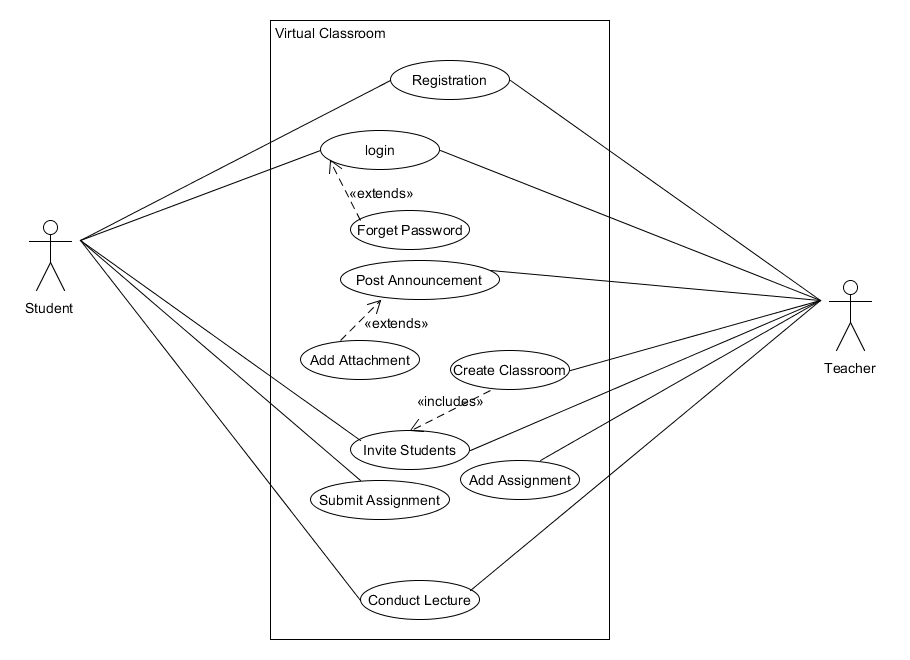 Virtual Classroom
Registration
login
«extends»
Forget Password
Post Announcement
Student
«extends»
Add Attachment
Create Classroom
Teacher
«includes»
Invite Students
Add Assignment
Submit Assignment
Conduct Lecture